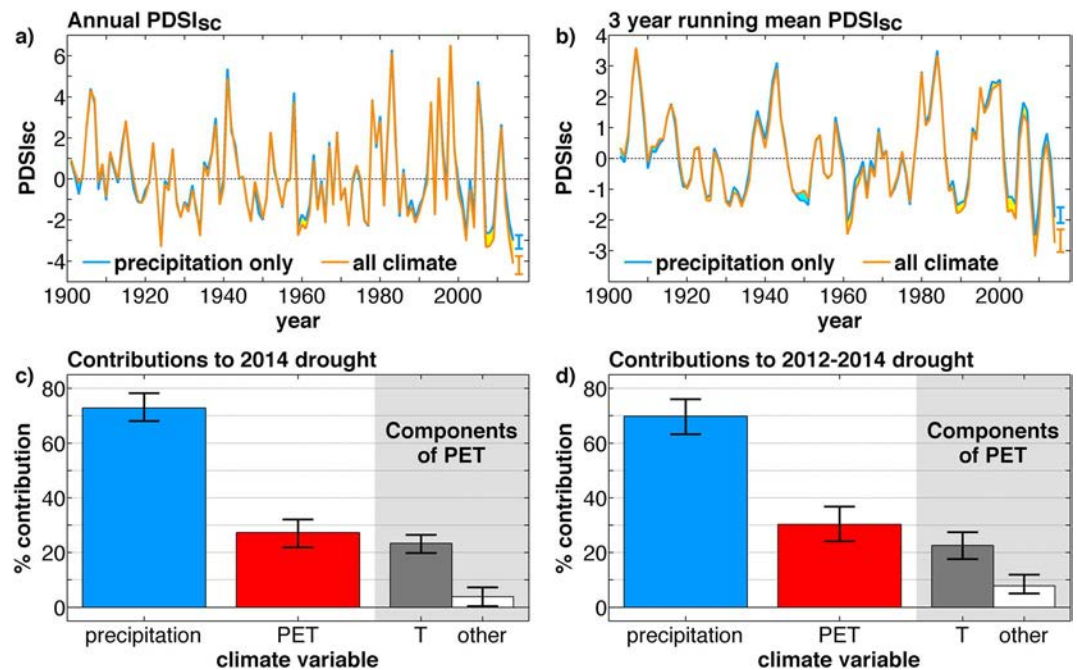 a) Annual PDSIsc
6
4
2
0
-2
-4
PDSIsc
precipitation only
all climate
1900 1920 1940 1960 1980 2000
year
b) 3 year running mean PDSIsc
4
3
2
1
0
-1
-2
-3
PDSIsc
precipitation only
all climate
1900 1920 1940 1960 1980 2000
year
c) Contributions to 2014 drought
80
60
40
20
0
% contribution
Components
of PET
precipitation PET T other
climate variable
d) Contributions to 2012-2014 drought
80
60
40
20
0
% contribution
Components
of PET
precipitation PET T other
climate variable